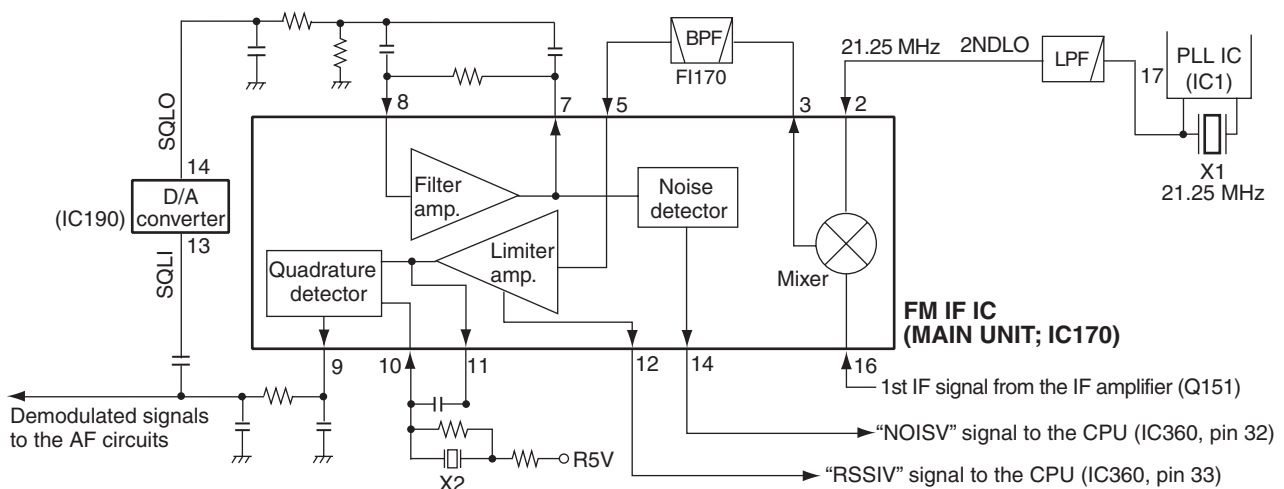 BPF
FI170
21.25 MHz
2NDLO
LPF
17
PLL IC
(IC1)
X1
21.25 MHz
SQLO
14
D/A
converter
(IC190)
13
SQLI
8
7
5
3
2
Filter
amp.
Noise
detector
Limiter
amp.
Quadrature
detector
Mixer
FM IF IC
(MAIN UNIT; IC170)
9
10
11
12
14
16
1st IF signal from the IF amplifier (Q151)
Demodulated signals
to the AF circuits
R5V
X2
“NOISV” signal to the CPU (IC360, pin 32)
“RSSIV” signal to the CPU (IC360, pin 33)